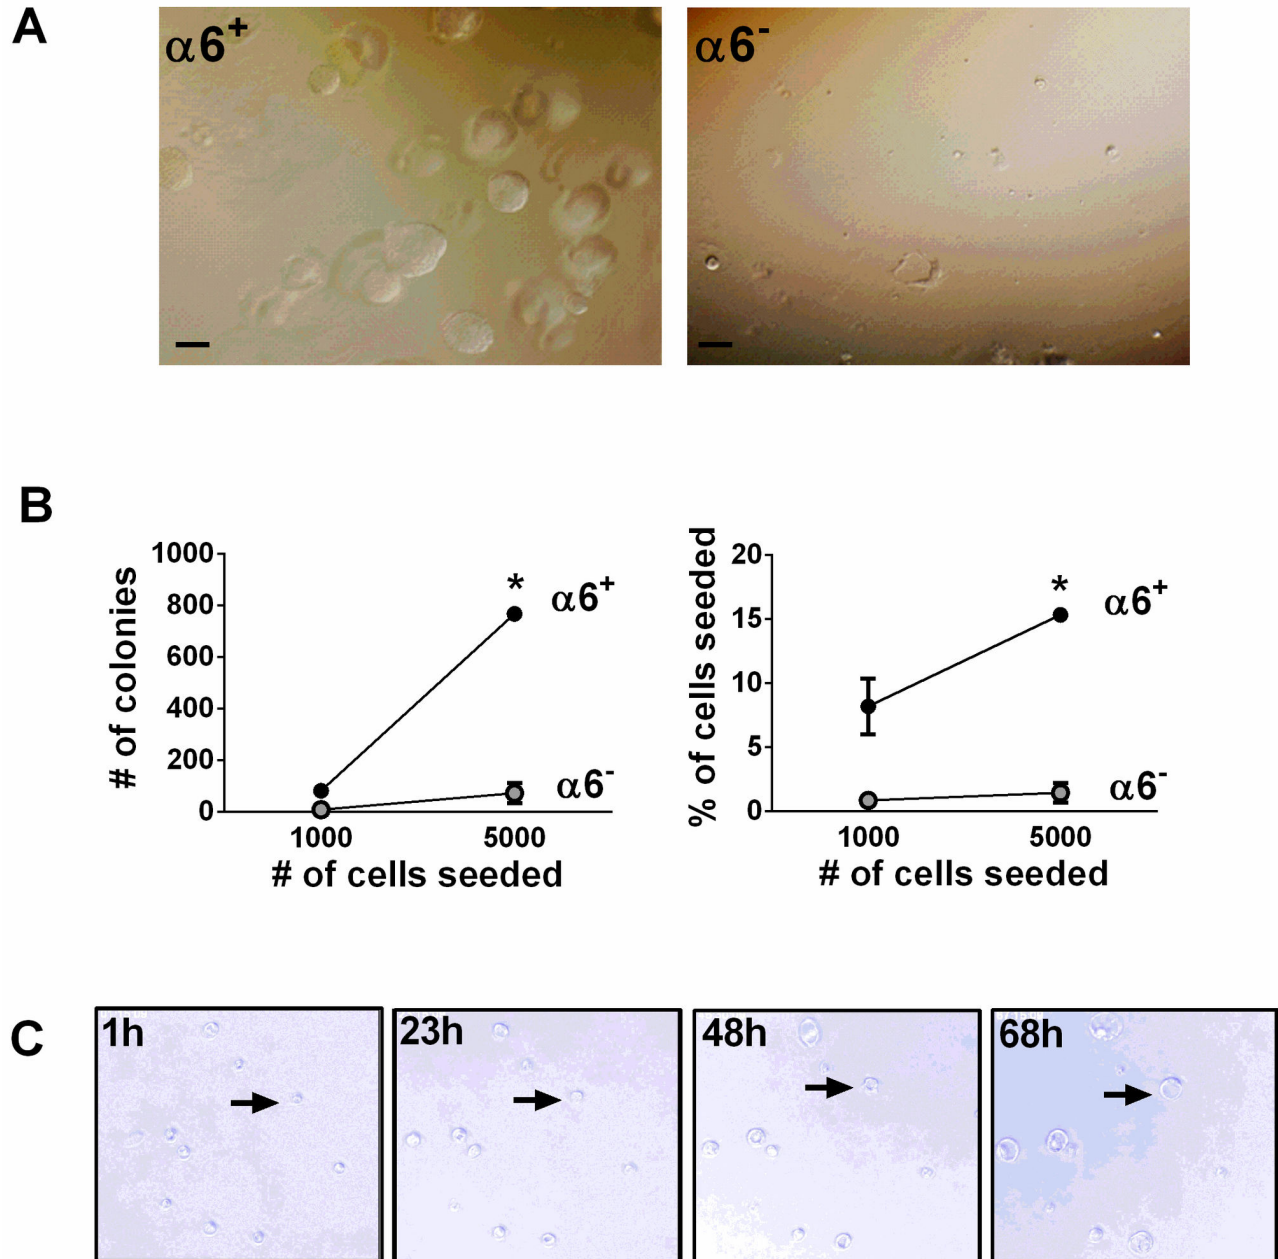 A
α6+
α6-
B
# of colonies
1000
800
600
400
200
0
*
α6+
α6-
1000 5000
# of cells seeded
% of cells seeded
20
15
10
5
0
*
α6+
α6-
1000 5000
# of cells seeded
C
1h
23h
48h
68h